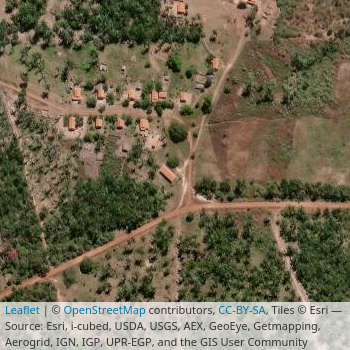 Leaflet | © OpenStreetMap contributors, CC-BY-SA, Tiles © Esri —
Source: Esri, i-cubed, USDA, USGS, AEX, GeoEye, Getmapping,
Aerogrid, IGN, IGP, UPR-EGP, and the GIS User Community